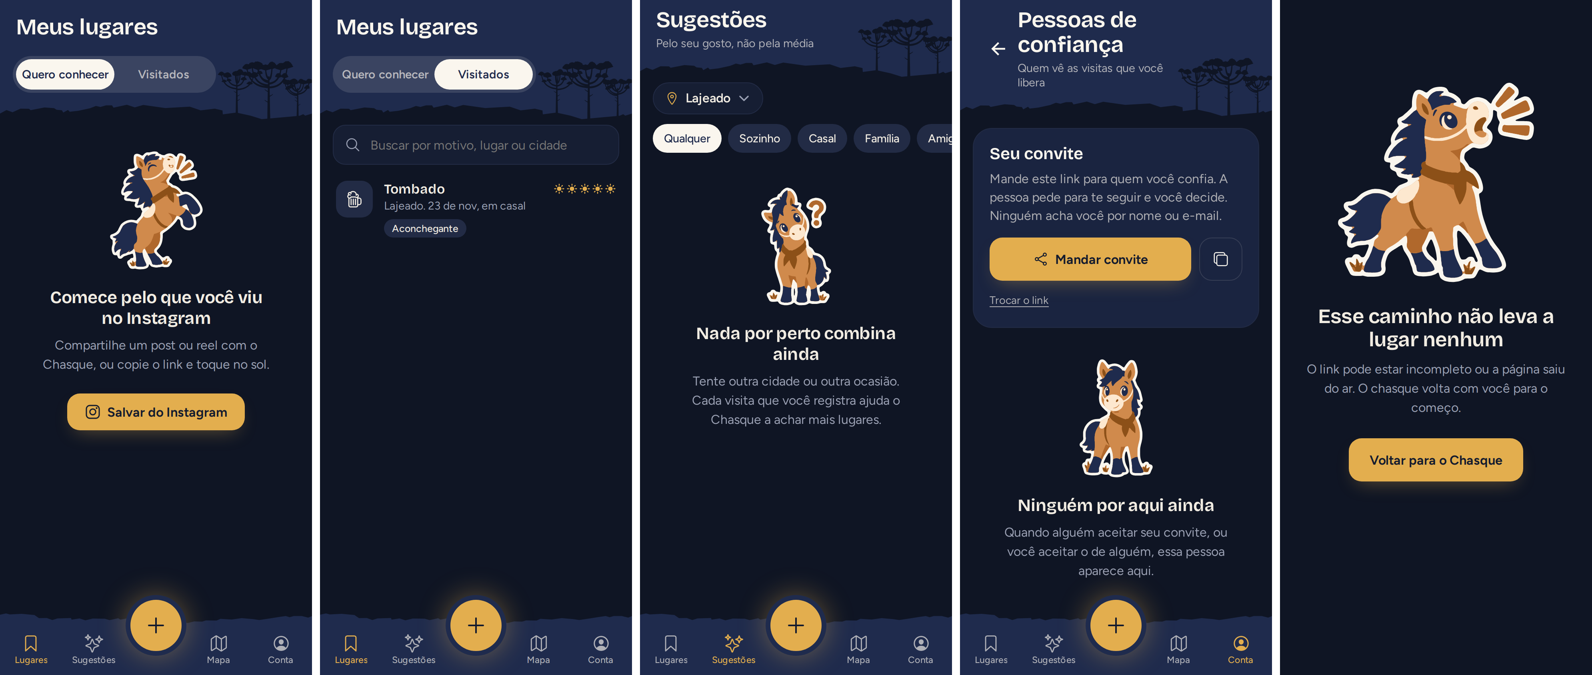 Meus lugares
Quero conhecer
Visitados
Comece pelo que você viu
no Instagram
Compartilhe um post ou reel com o
Chasque, ou copie o link e toque no sol.
Salvar do Instagram
Lugares
Sugestões
Mapa
Conta
Meus lugares
Quero conhecer
Visitados
Buscar por motivo, lugar ou cidade
Tombado
Lajeado. 23 de nov, em casal
Aconchegante
Lugares
Sugestões
Mapa
Conta
Sugestões
Pelo seu gosto, não pela média
Lajeado
Qualquer
Sozinho
Casal
Família
Amig
Nada por perto combina
ainda
Tente outra cidade ou outra ocasião.
Cada visita que você registra ajuda o
Chasque a achar mais lugares.
Lugares
Sugestões
Mapa
Conta
Pessoas de
confiança
Quem vê as visitas que você
libera
Seu convite
Mande este link para quem você confia. A
pessoa pede para te seguir e você decide.
Ninguém acha você por nome ou e-mail.
Mandar convite
Trocar o link
Ninguém por aqui ainda
Quando alguém aceitar seu convite, ou
você aceitar o de alguém, essa pessoa
aparece aqui.
Lugares
Sugestões
Mapa
Conta
Esse caminho não leva a
lugar nenhum
O link pode estar incompleto ou a página saiu
do ar. O chasque volta com você para o
começo.
Voltar para o Chasque